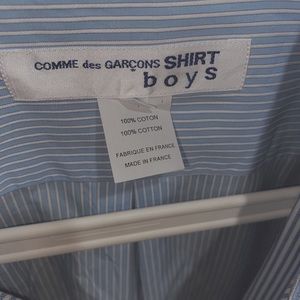 COMME des GARÇONS SHIRT
boys
100% COTON
100% COTTON
FABRIQUE EN FRANCE
MADE IN FRANCE